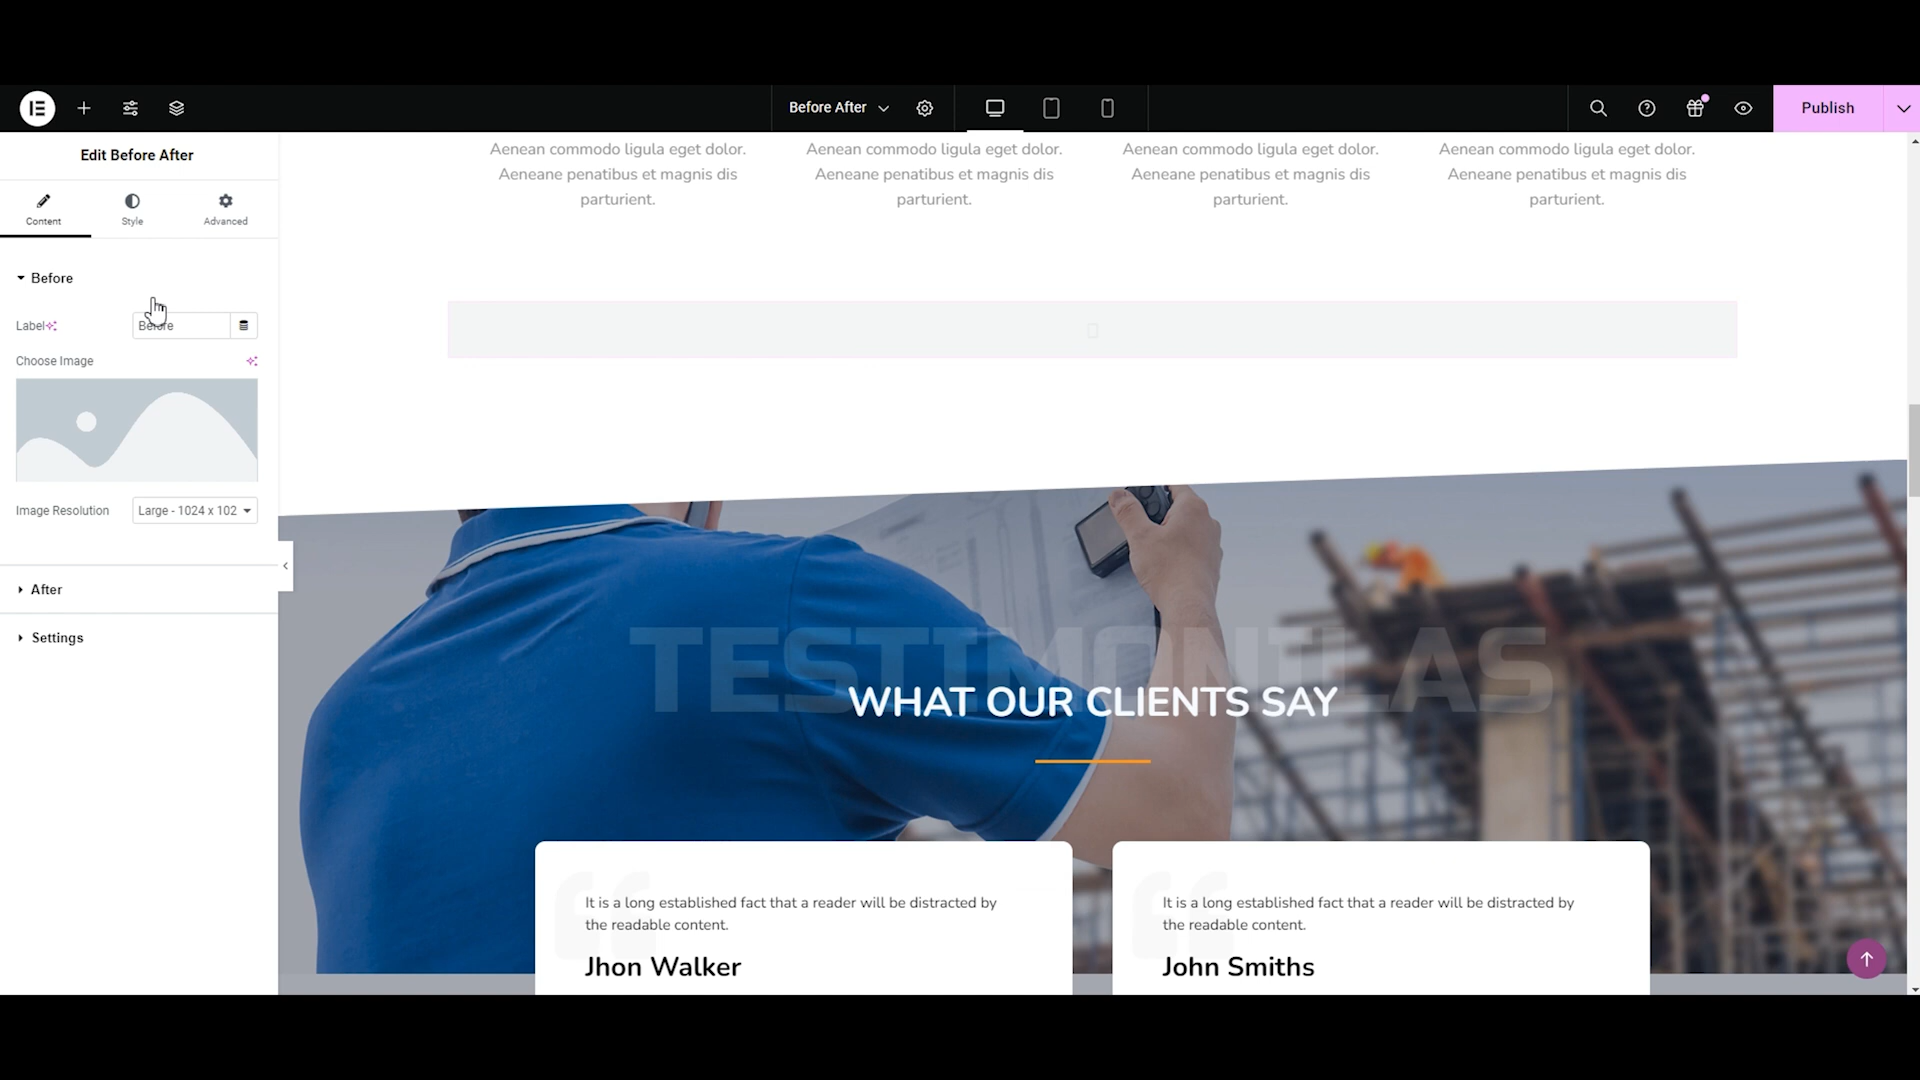 Before After
Publish
Edit Before After
Content
Style
Advanced
Before
Label
Before
Choose Image
Image Resolution
Large - 1024 x 102
After
Settings
Aenean commodo ligula eget dolor.
Aeneane penatibus et magnis dis
parturient.
Aenean commodo ligula eget dolor.
Aeneane penatibus et magnis dis
parturient.
Aenean commodo ligula eget dolor.
Aeneane penatibus et magnis dis
parturient.
Aenean commodo ligula eget dolor.
Aeneane penatibus et magnis dis
parturient.
TESTIMONILAS
WHAT OUR CLIENTS SAY
It is a long established fact that a reader will be distracted by
the readable content.
Jhon Walker
It is a long established fact that a reader will be distracted by
the readable content.
John Smiths